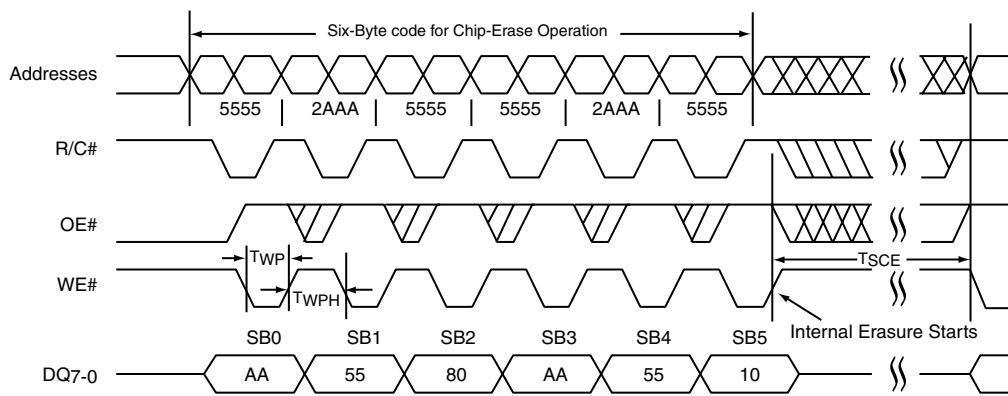 Six-Byte code for Chip-Erase Operation
Addresses
5555 2AAA 5555 5555 2AAA 5555
R/C#
OE#
TWP
TSCE
WE#
TWPH
Internal Erasure Starts
SB0 SB1 SB2 SB3 SB4 SB5
DQ7-0
AA 55 80 AA 55 10